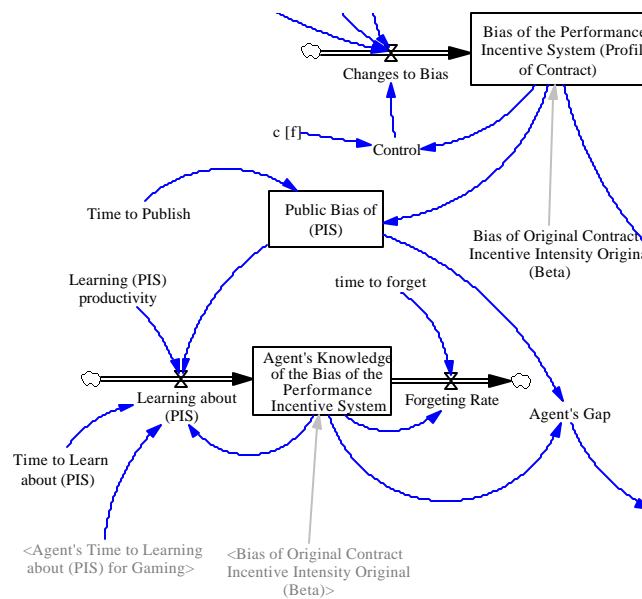 Bias of the Performance
Incentive System (Profil
of Contract)
Changes to Bias
c [f]
Control
Time to Publish
Public Bias of
(PIS)
Bias of Original Contract
Incentive Intensity Origina
(Beta)
Learning (PIS)
productivity
time to forget
Agent's Knowledge
of the Bias of the
Performance
Incentive System
Learning about
(PIS)
Forgeting Rate
Agent's Gap
Time to Learn
about (PIS)
<Agent's Time to Learning
about (PIS) for Gaming>
<Bias of Original Contract
Incentive Intensity Original
(Beta)>